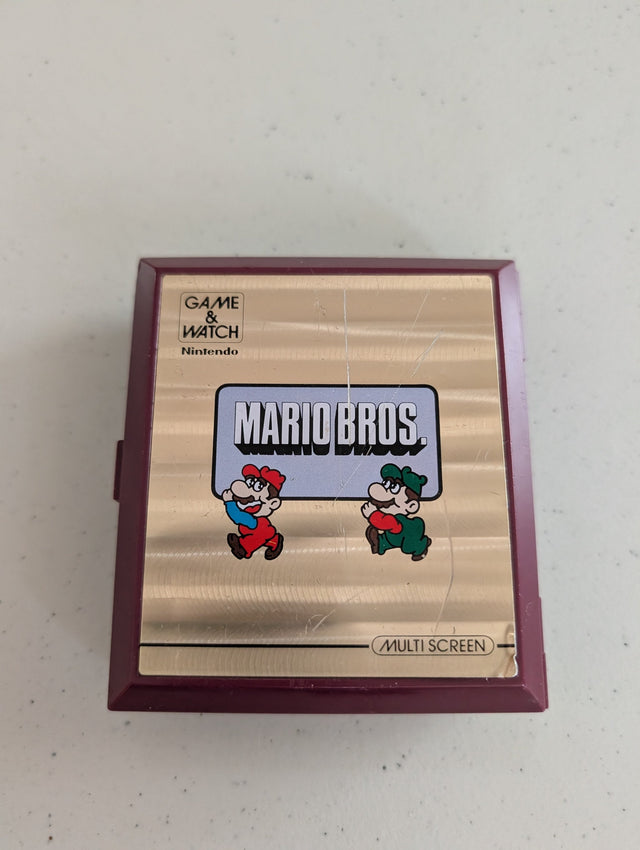 GAME
&
WATCH
Nintendo
MARIO BROS.
MULTI SCREEN